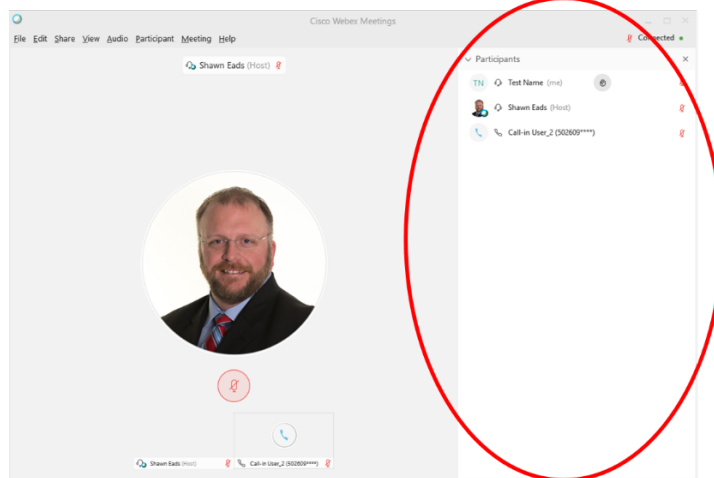 Cisco Webex Meetings
File Edit Share View Audio Participant Meeting Help
Connected
Shawn Eads (Host)
Participants
TN Test Name (me)
Shawn Eads (Host)
Call-in User_2 (502609****)
Shawn Eads (Host)
Call-in User_2 (502609****)